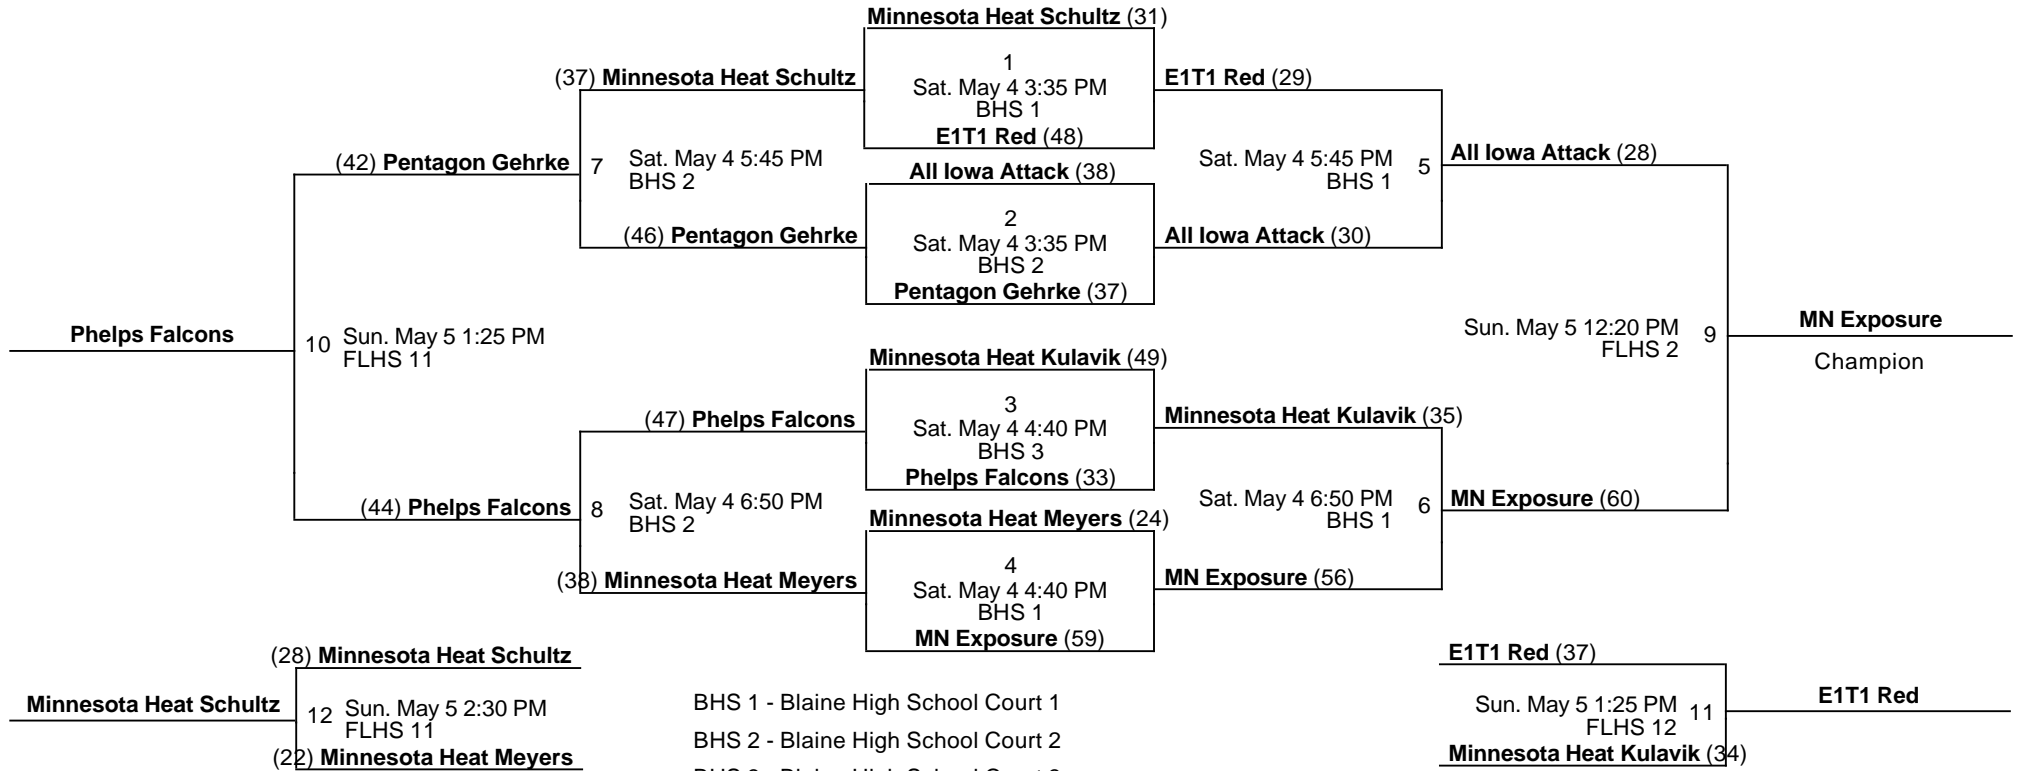 Minnesota Heat Schultz (31)
1
Sat. May 4 3:35 PM
BHS 1
E1T1 Red (48)
(37) Minnesota Heat Schultz
E1T1 Red (29)
(42) Pentagon Gehrke
7 Sat. May 4 5:45 PM
BHS 2
All Iowa Attack (38)
2
Sat. May 4 3:35 PM
BHS 2
Pentagon Gehrke (37)
Sat. May 4 5:45 PM 5
BHS 1
All Iowa Attack (28)
(46) Pentagon Gehrke
All Iowa Attack (30)
Phelps Falcons
10 Sun. May 5 1:25 PM
FLHS 11
Sun. May 5 12:20 PM 9
FLHS 2
MN Exposure
Champion
Minnesota Heat Kulavik (49)
3
Sat. May 4 4:40 PM
BHS 3
Phelps Falcons (33)
(47) Phelps Falcons
Minnesota Heat Kulavik (35)
(44) Phelps Falcons
8 Sat. May 4 6:50 PM
BHS 2
Minnesota Heat Meyers (24)
4
Sat. May 4 4:40 PM
BHS 1
MN Exposure (59)
Sat. May 4 6:50 PM 6
BHS 1
MN Exposure (60)
(38) Minnesota Heat Meyers
MN Exposure (56)
(28) Minnesota Heat Schultz
Minnesota Heat Schultz
12 Sun. May 5 2:30 PM
FLHS 11
(22) Minnesota Heat Meyers
BHS 1 - Blaine High School Court 1
BHS 2 - Blaine High School Court 2
E1T1 Red (37)
Sun. May 5 1:25 PM 11
FLHS 12
E1T1 Red
Minnesota Heat Kulavik (34)